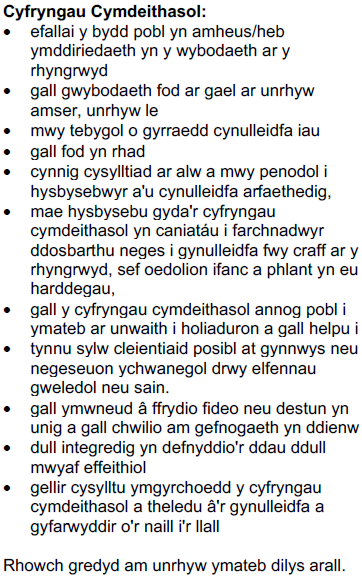 Cyfryngau Cymdeithasol:
• efallai y bydd pobl yn amheus/heb
ymddiriedaeth yn y wybodaeth ar y
rhyngrwyd
• gall gwybodaeth fod ar gael ar unrhyw
amser, unrhyw le
• mwy tebygol o gyrraedd cynulleidfa iau
• gall fod yn rhad
• cynnig cysylltiad ar alw a mwy penodol i
hysbysebwyr a'u cynulleidfa arfaethedig,
• mae hysbysebu gyda'r cyfryngau
cymdeithasol yn caniatáu i farchnadwyr
ddosbarthu neges i gynulleidfa fwy craff ar y
rhyngrwyd, sef oedolion ifanc a phlant yn eu
harddegau,
• gall y cyfryngau cymdeithasol annog pobl i
ymateb ar unwaith i holiaduron a gall helpu i
• tynnu sylw cleientiaid posibl at gynnwys neu
negeseuon ychwanegol drwy elfennau
gweledol neu sain.
• gall ymwneud â ffrydio fideo neu destun yn
unig a gall chwilio am gefnogaeth yn ddienw
• dull integredig yn defnyddio'r ddau ddull
mwyaf effeithiol
• gellir cysylltu ymgyrchoedd y cyfryngau
cymdeithasol a theledu â'r gynulleidfa a
gyfarwyddir o'r naill i'r llall
Rhowch gredyd am unrhyw ymateb dilys arall.